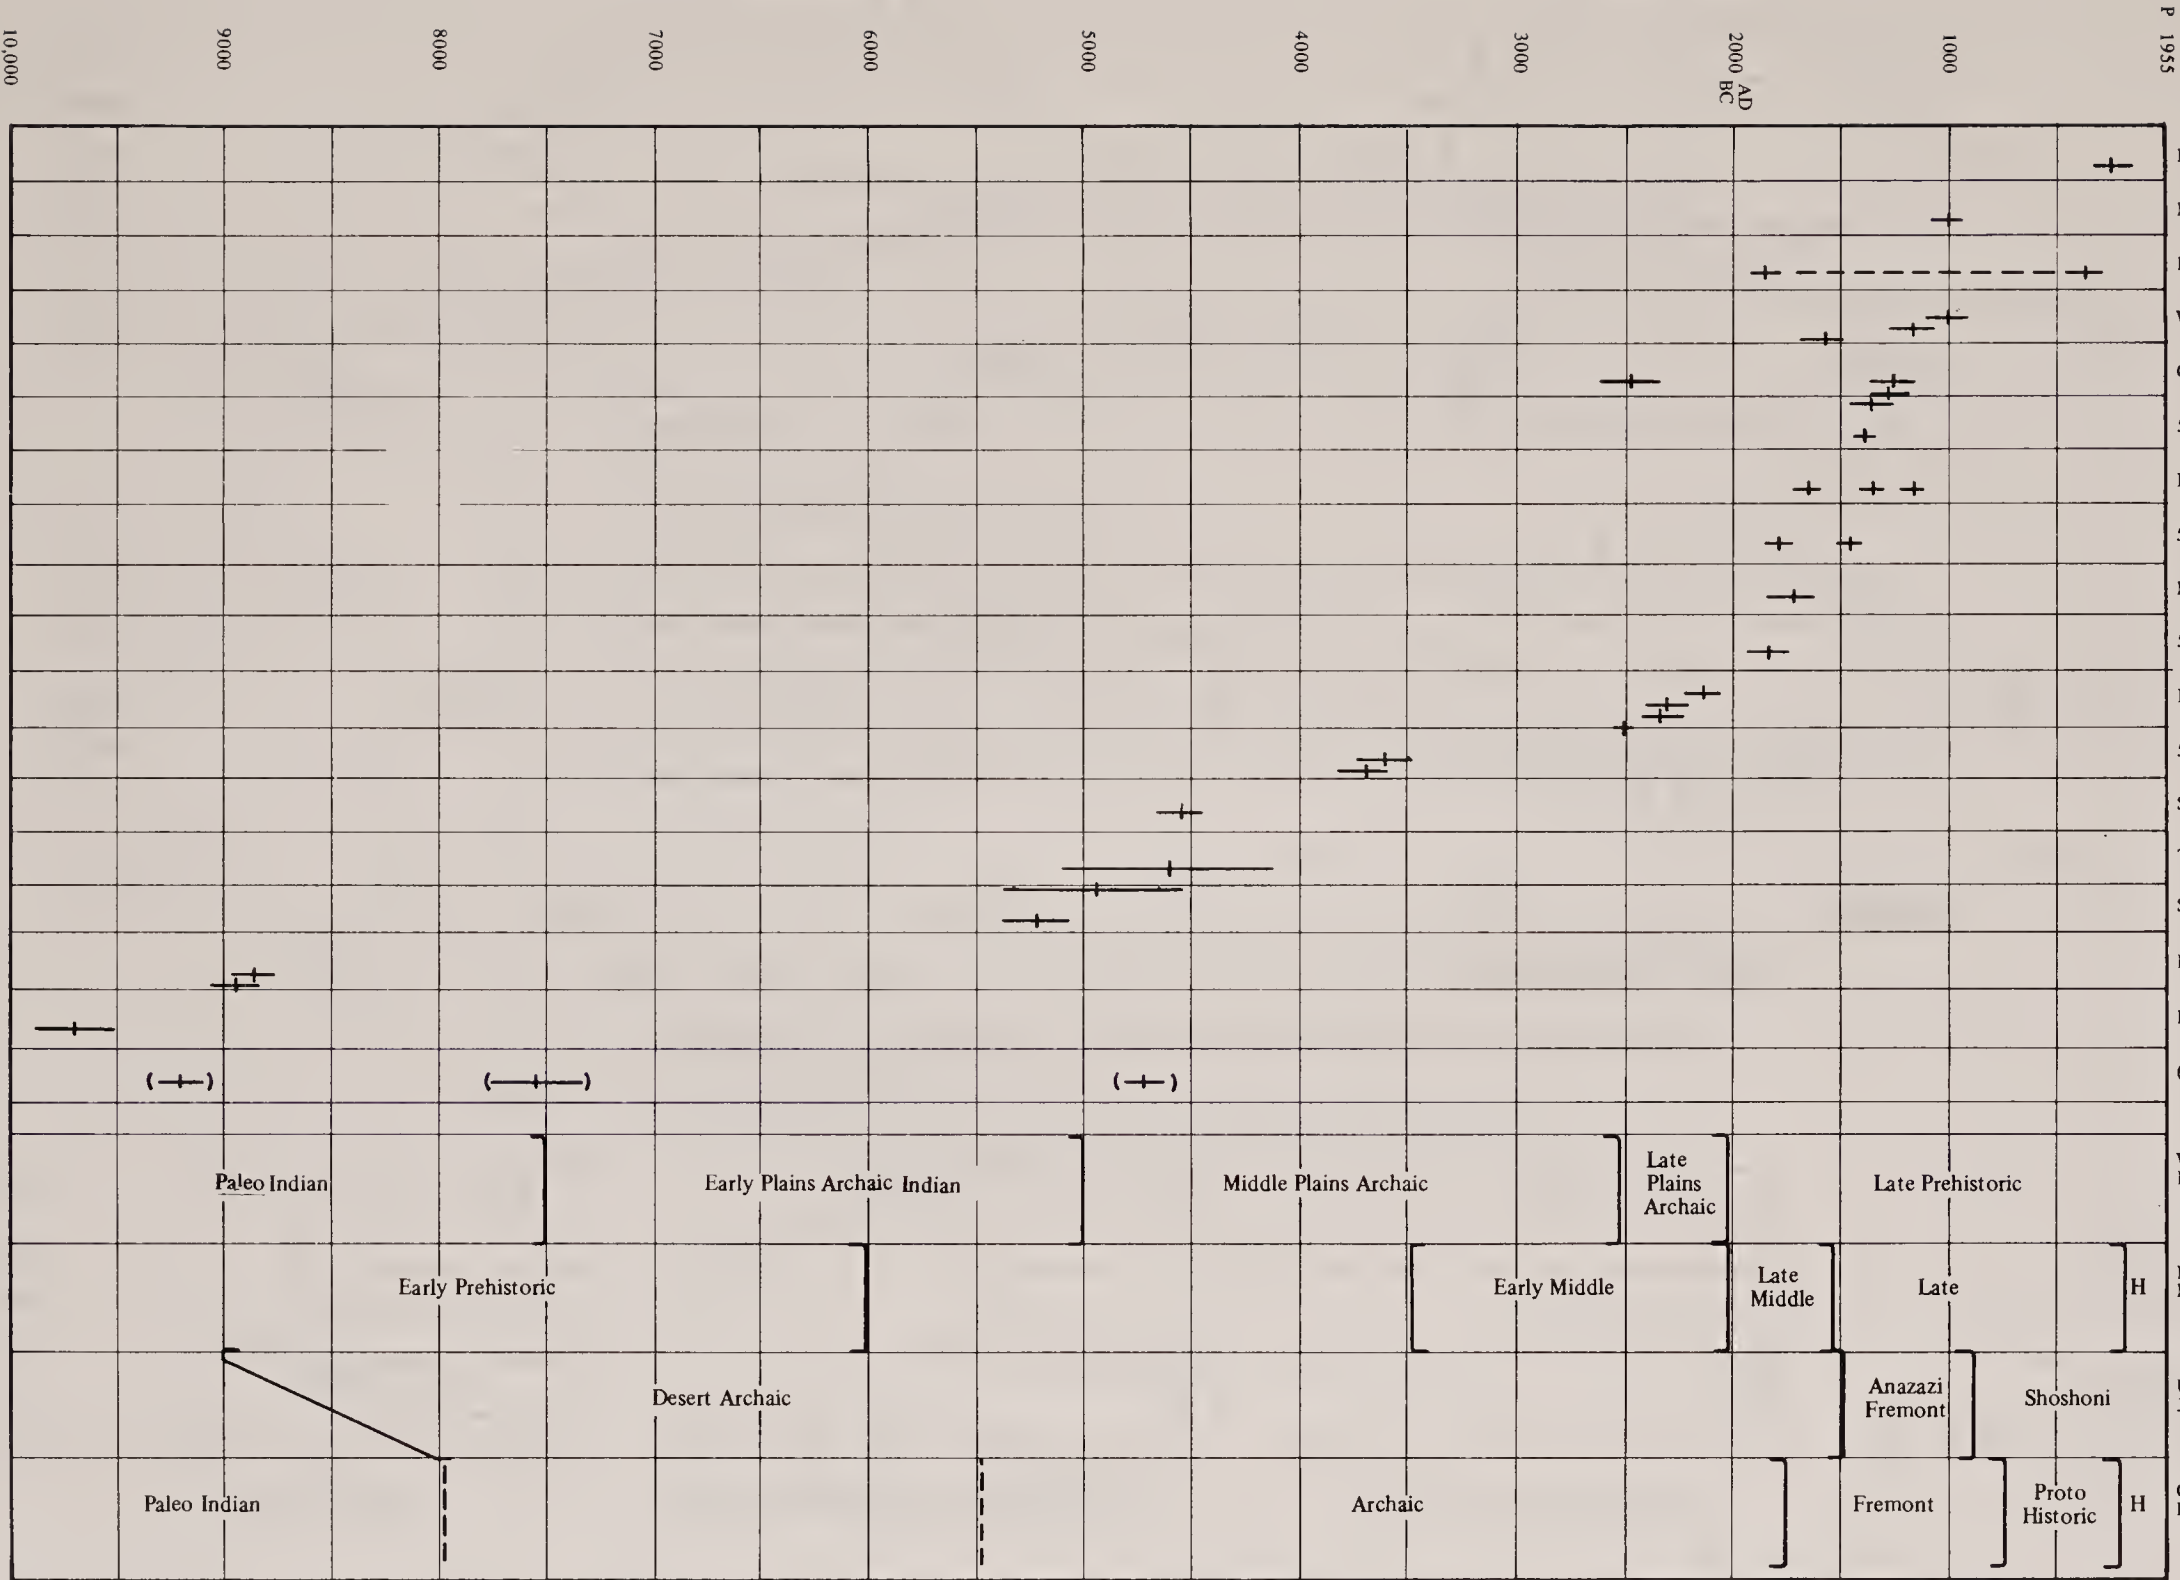 10,000
9000
8000
7000
6000
5000
4000
3000
2000
AD
BC
1000
P 1955
Paleo Indian
Early Plains Archaic Indian
Middle Plains Archaic
Late
Plains
Archaic
Late Prehistoric
Early Prehistoric
Early Middle
Late
Middle
Late
H
Desert Archaic
Anazazi
Fremont
Shoshoni
Paleo Indian
Archaic
Fremont
Proto
Historic
H